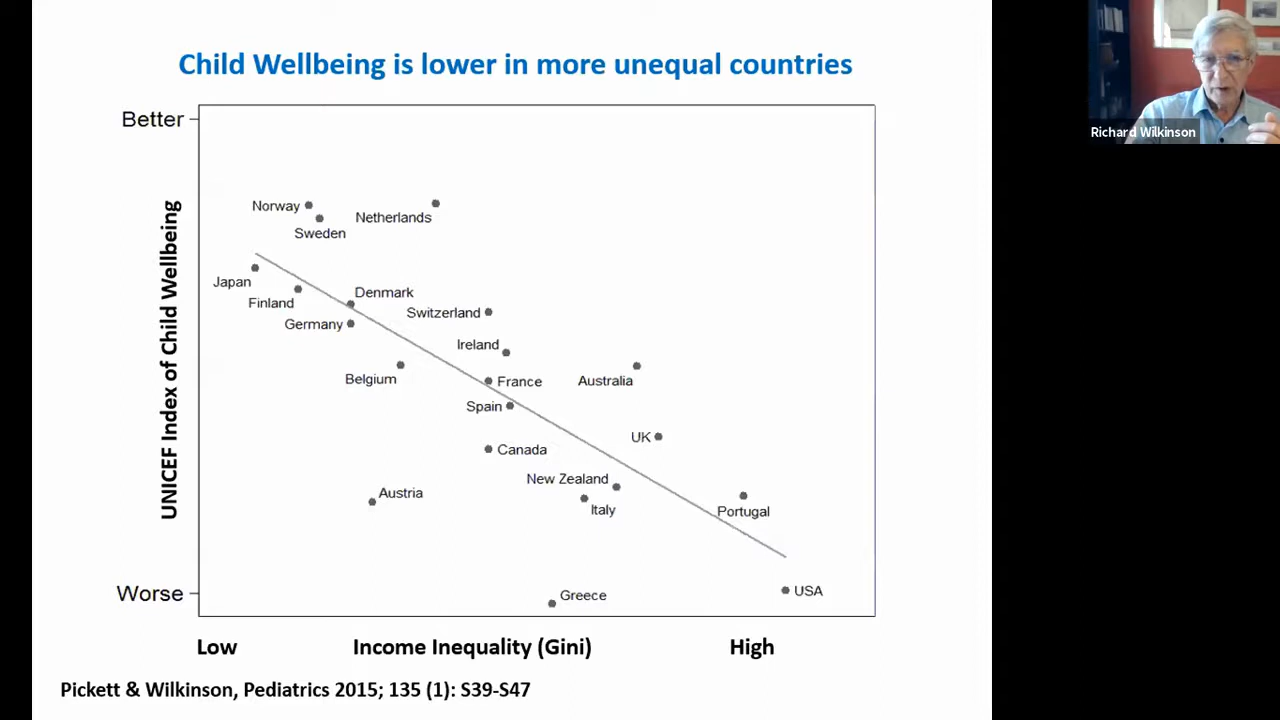 Child Wellbeing is lower in more unequal countries
Richard Wilkinson
Better
Norway
Netherlands
Sweden
Japan
Finland
Denmark
Germany
Switzerland
Ireland
Belgium
France
Australia
Spain
UK
Canada
New Zealand
Austria
Italy
Portugal
Worse
Greece
USA
UNICEF Index of Child Wellbeing
Low
Income Inequality (Gini)
High
Pickett & Wilkinson, Pediatrics 2015; 135 (1): S39-S47